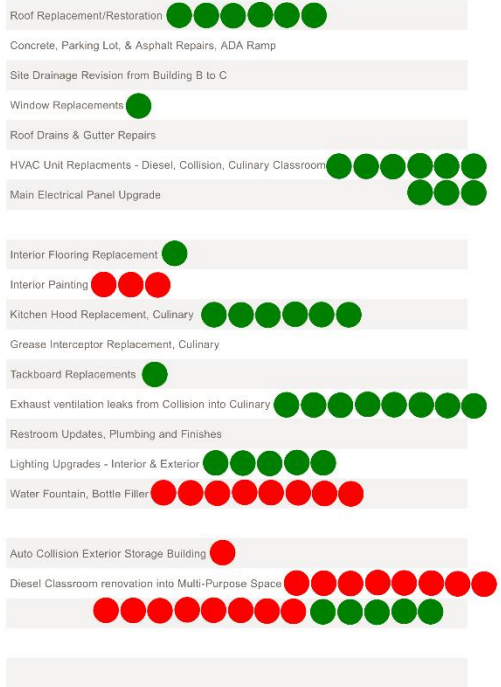 Roof Replacement/Restoration
Concrete, Parking Lot, & Asphalt Repairs, ADA Ramp
Site Drainage Revision from Building B to C
Window Replacements
Roof Drains & Gutter Repairs
HVAC Unit Replacments - Diesel, Collision, Culinary Classroom
Main Electrical Panel Upgrade
Interior Flooring Replacement
Interior Painting
Kitchen Hood Replacement, Culinary
Grease Interceptor Replacement, Culinary
Tackboard Replacements
Exhaust ventilation leaks from Collision into Culinary
Restroom Updates, Plumbing and Finishes
Lighting Upgrades - Interior & Exterior
Water Fountain, Bottle Filler
Auto Collision Exterior Storage Building
Diesel Classroom renovation into Multi-Purpose Space